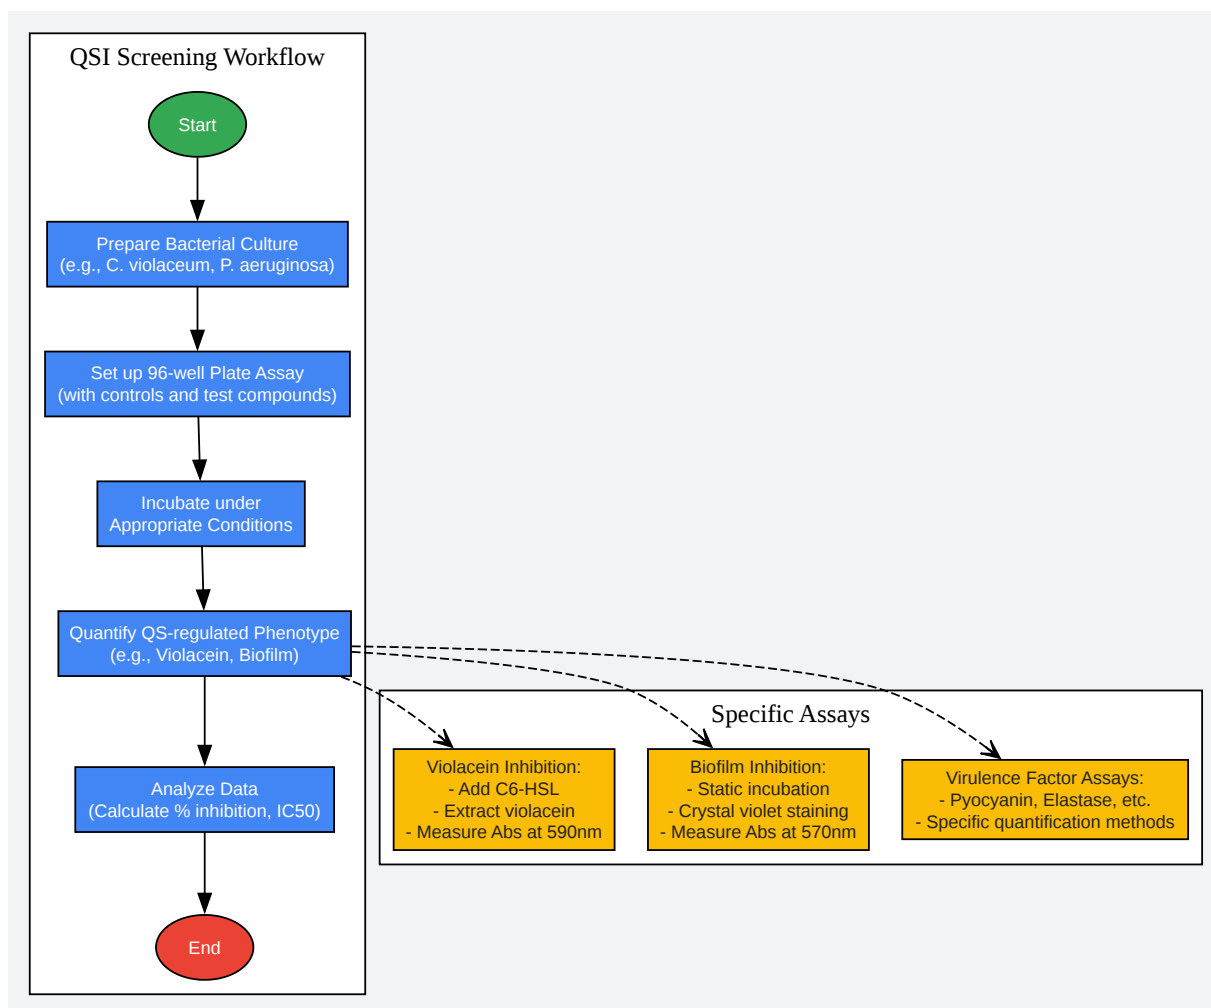 QSI Screening Workflow
Start
Prepare Bacterial Culture
(e.g., C. violaceum, P. aeruginosa)
Set up 96-well Plate Assay
(with controls and test compounds)
Incubate under
Appropriate Conditions
Quantify QS-regulated Phenotype
(e.g., Violacein, Biofilm)
Analyze Data
(Calculate % inhibition, IC50)
End
Specific Assays
Violacein Inhibition:
- Add C6-HSL
- Extract violacein
- Measure Abs at 590nm
Biofilm Inhibition:
- Static incubation
- Crystal violet staining
- Measure Abs at 570nm
Virulence Factor Assays:
- Pyocyanin, Elastase, etc.
- Specific quantification methods